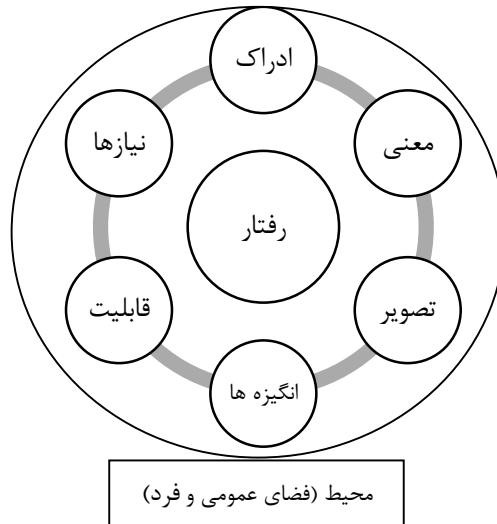 ادراک
معنی
نیازها
رفتار
تصویر
قابلیت
انگیزه ها
محیط (فضای عمومی و فرد)